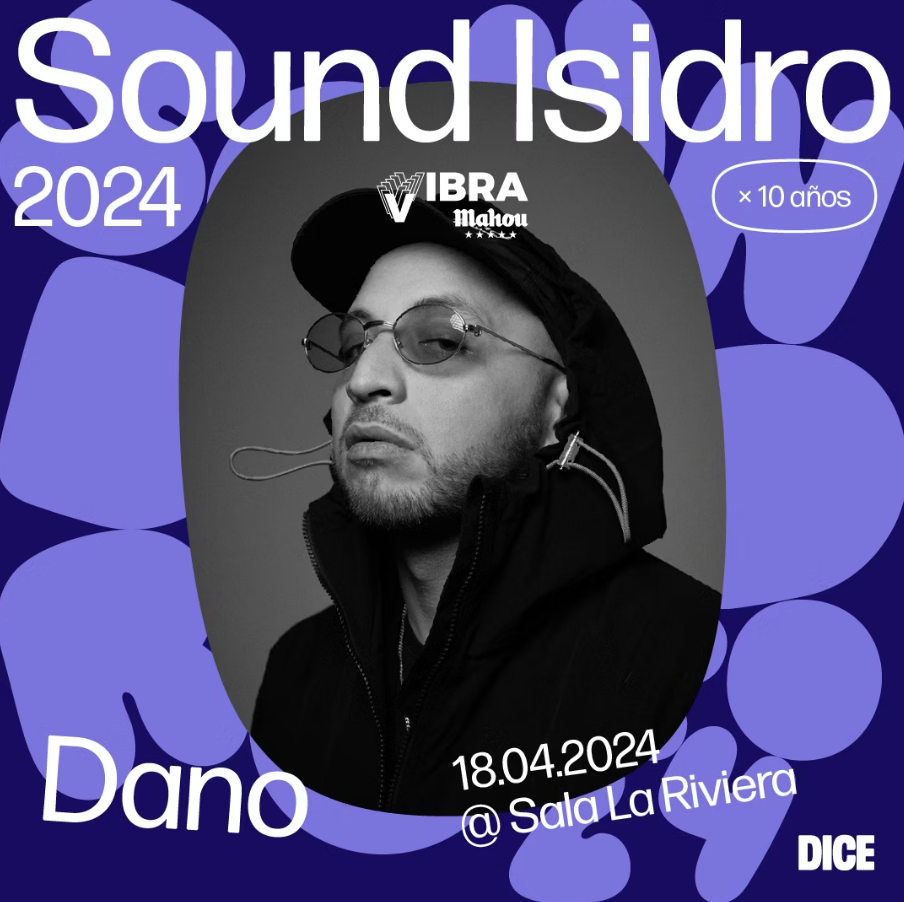 Sound Isidro
2024
VIBRA
Mahou
× 10 años
Dano
18.04.2024
@ Sala La Riviera
DICE